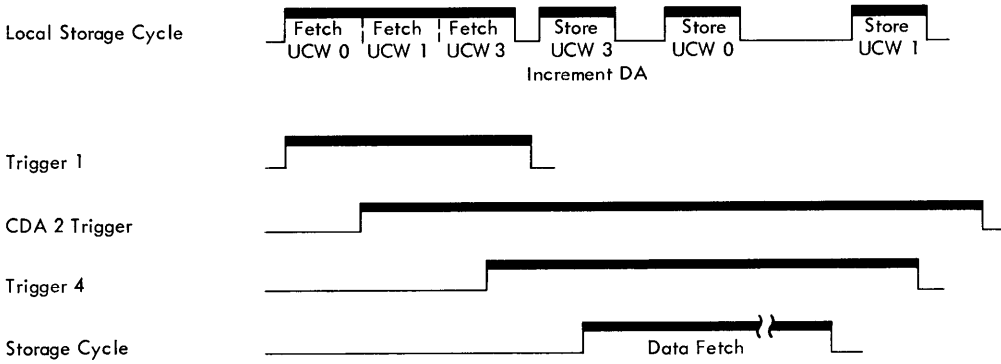 Local Storage Cycle
Fetch Fetch Fetch Store Store Store
UCW 0 UCW 1 UCW 3 UCW 3 UCW 0 UCW 1
Increment DA
Trigger 1
CDA 2 Trigger
Trigger 4
Storage Cycle
Data Fetch